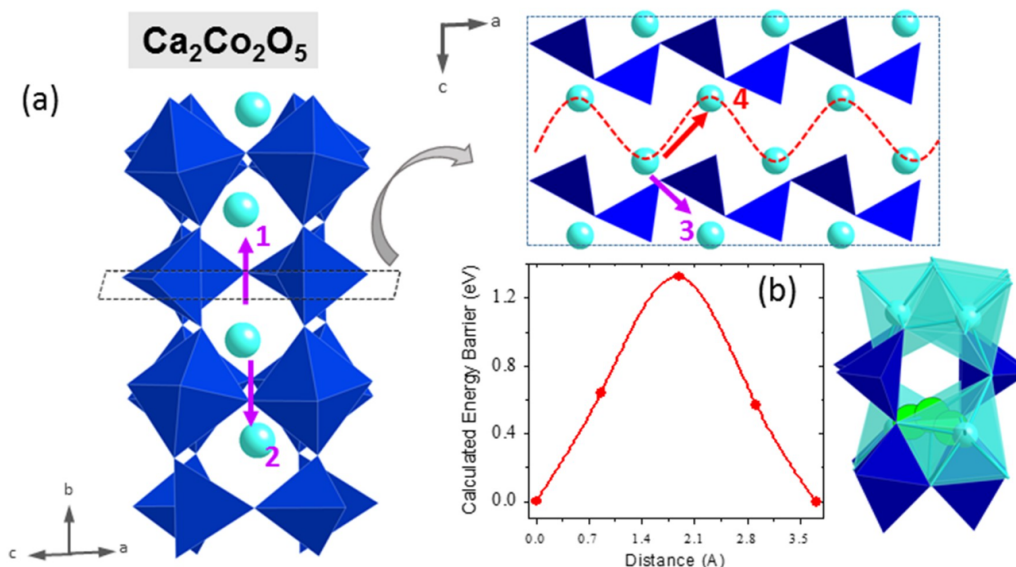 Ca₂Co₂O₅
(a)
1
2
b
c
a
a
c
4
3
(b)
Calculated Energy Barrier (eV)
1.2
0.8
0.4
0.0
0.0 0.7 1.4 2.1 2.8 3.5
Distance (A)